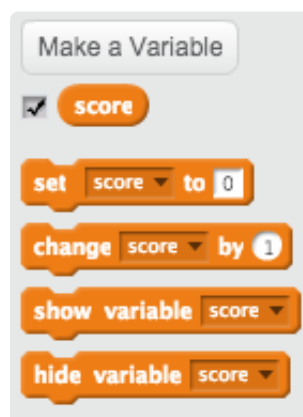 Make a Variable
score
set score to 0
change score by 1
show variable score
hide variable score